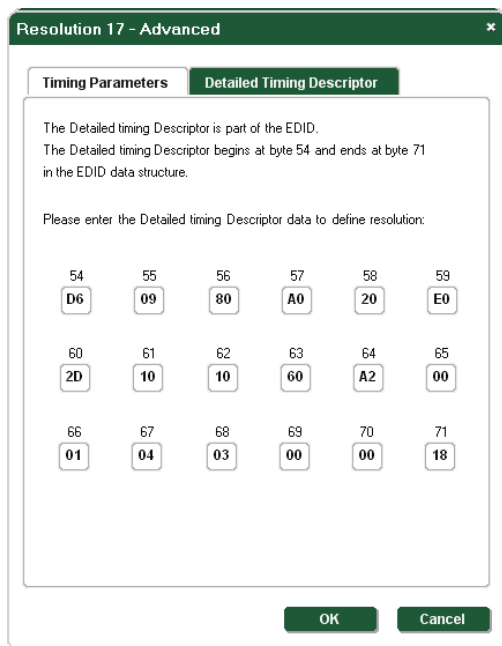 Resolution 17 - Advanced ×
Timing Parameters Detailed Timing Descriptor
The Detailed timing Descriptor is part of the EDID.
The Detailed timing Descriptor begins at byte 54 and ends at byte 71
in the EDID data structure.
Please enter the Detailed timing Descriptor data to define resolution:
54 55 56 57 58 59
D6 09 80 A0 20 E0
60 61 62 63 64 65
2D 10 10 60 A2 00
66 67 68 69 70 71
01 04 03 00 00 18
OK Cancel